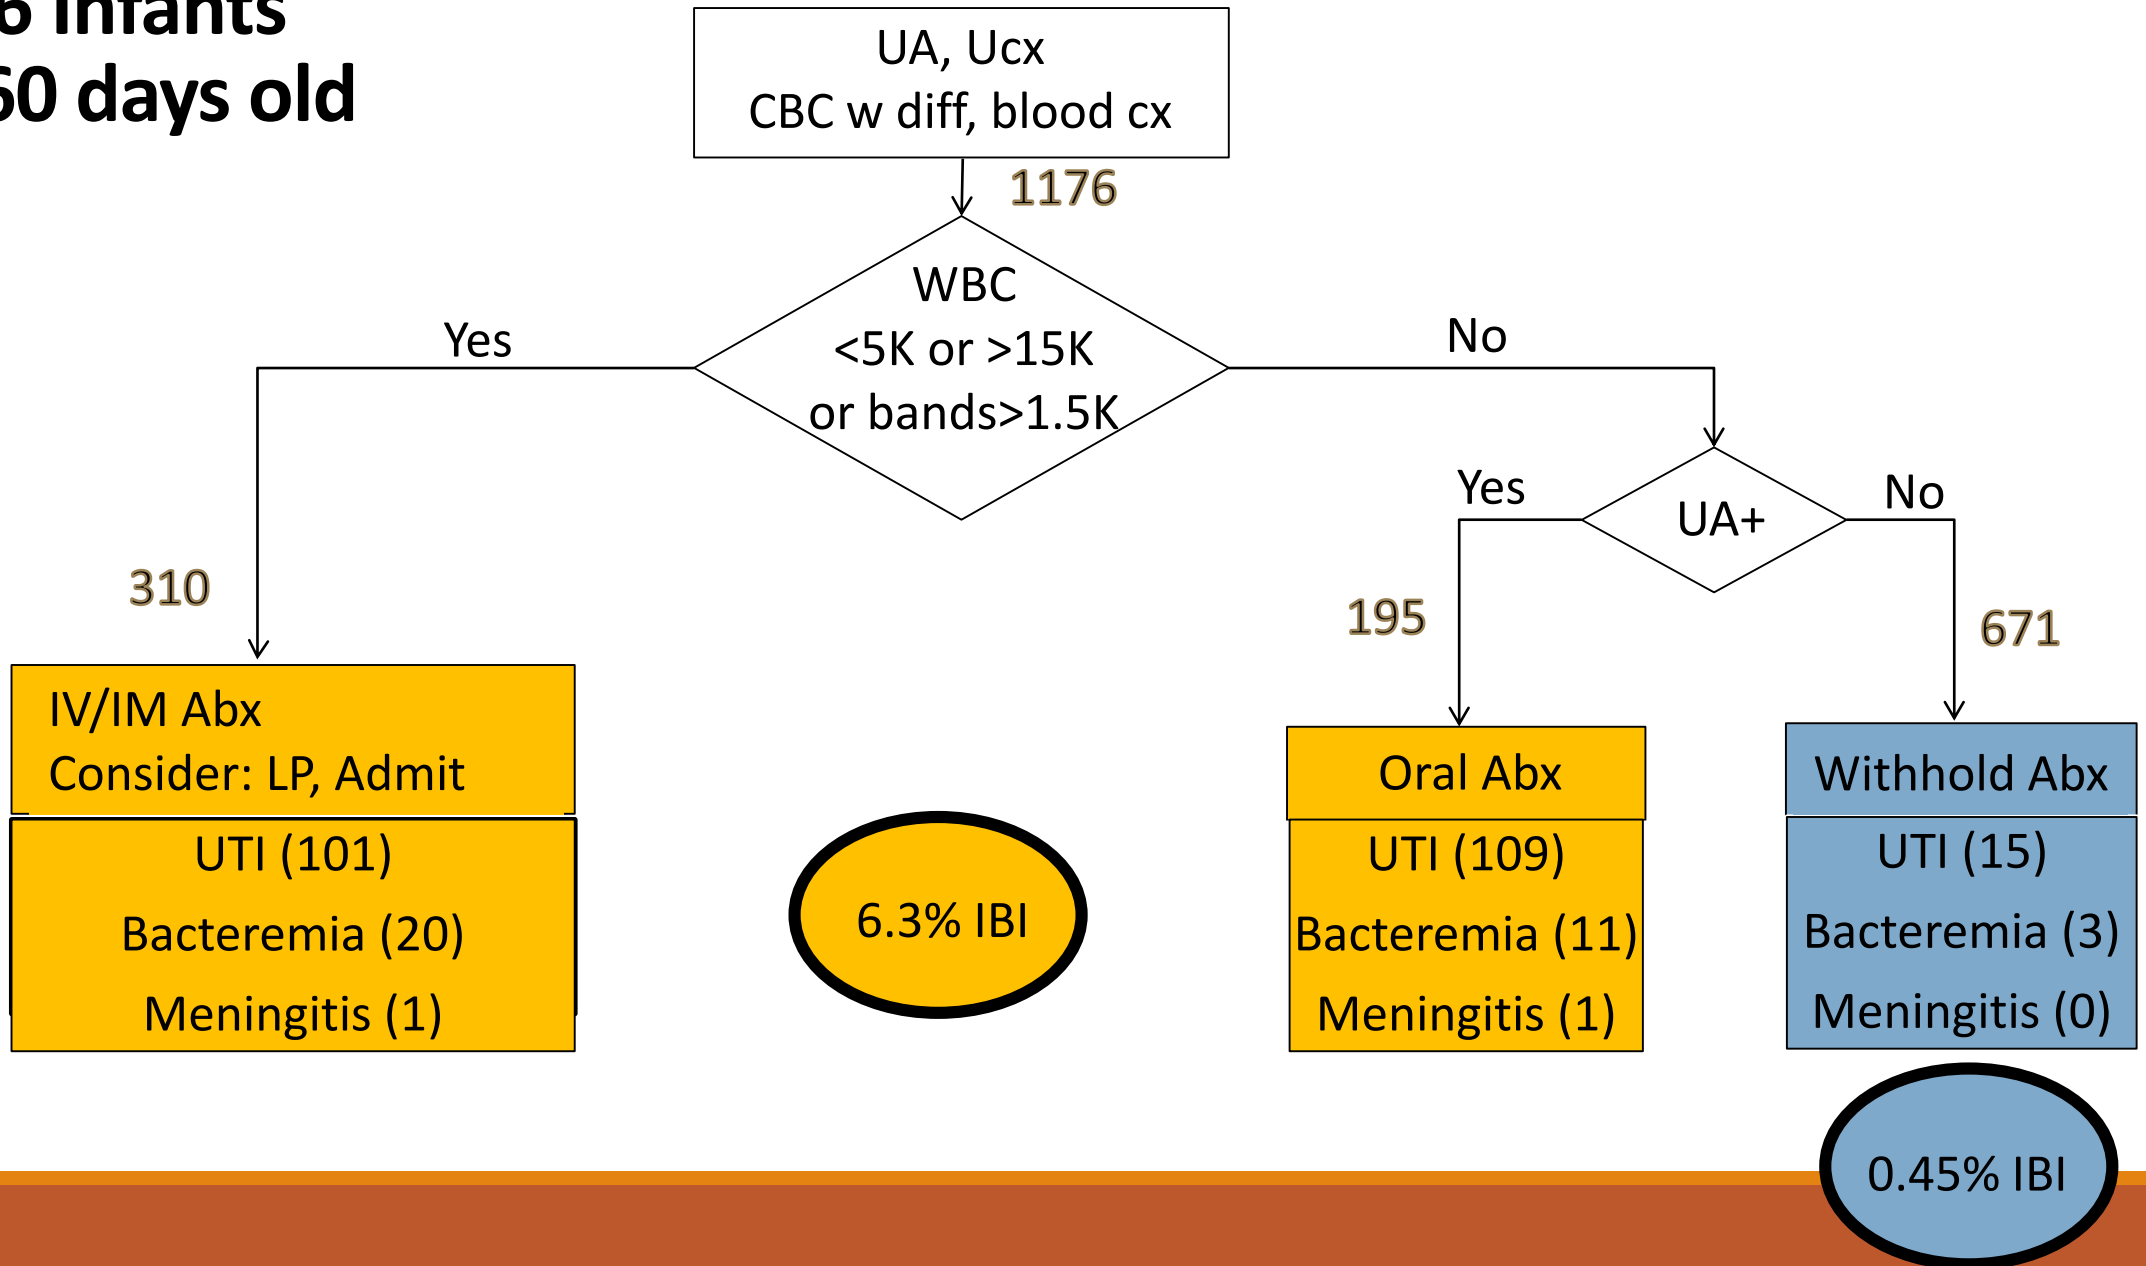 6 infants
60 days old
UA, Ucx
CBC w diff, blood cx
1176
WBC
<5K or >15K
or bands>1.5K
Yes
No
UA+
Yes
No
310
195
671
IV/IM Abx
Consider: LP, Admit
UTI (101)
Bacteremia (20)
Meningitis (1)
6.3% IBI
Oral Abx
UTI (109)
Bacteremia (11)
Meningitis (1)
Withhold Abx
UTI (15)
Bacteremia (3)
Meningitis (0)
0.45% IBI